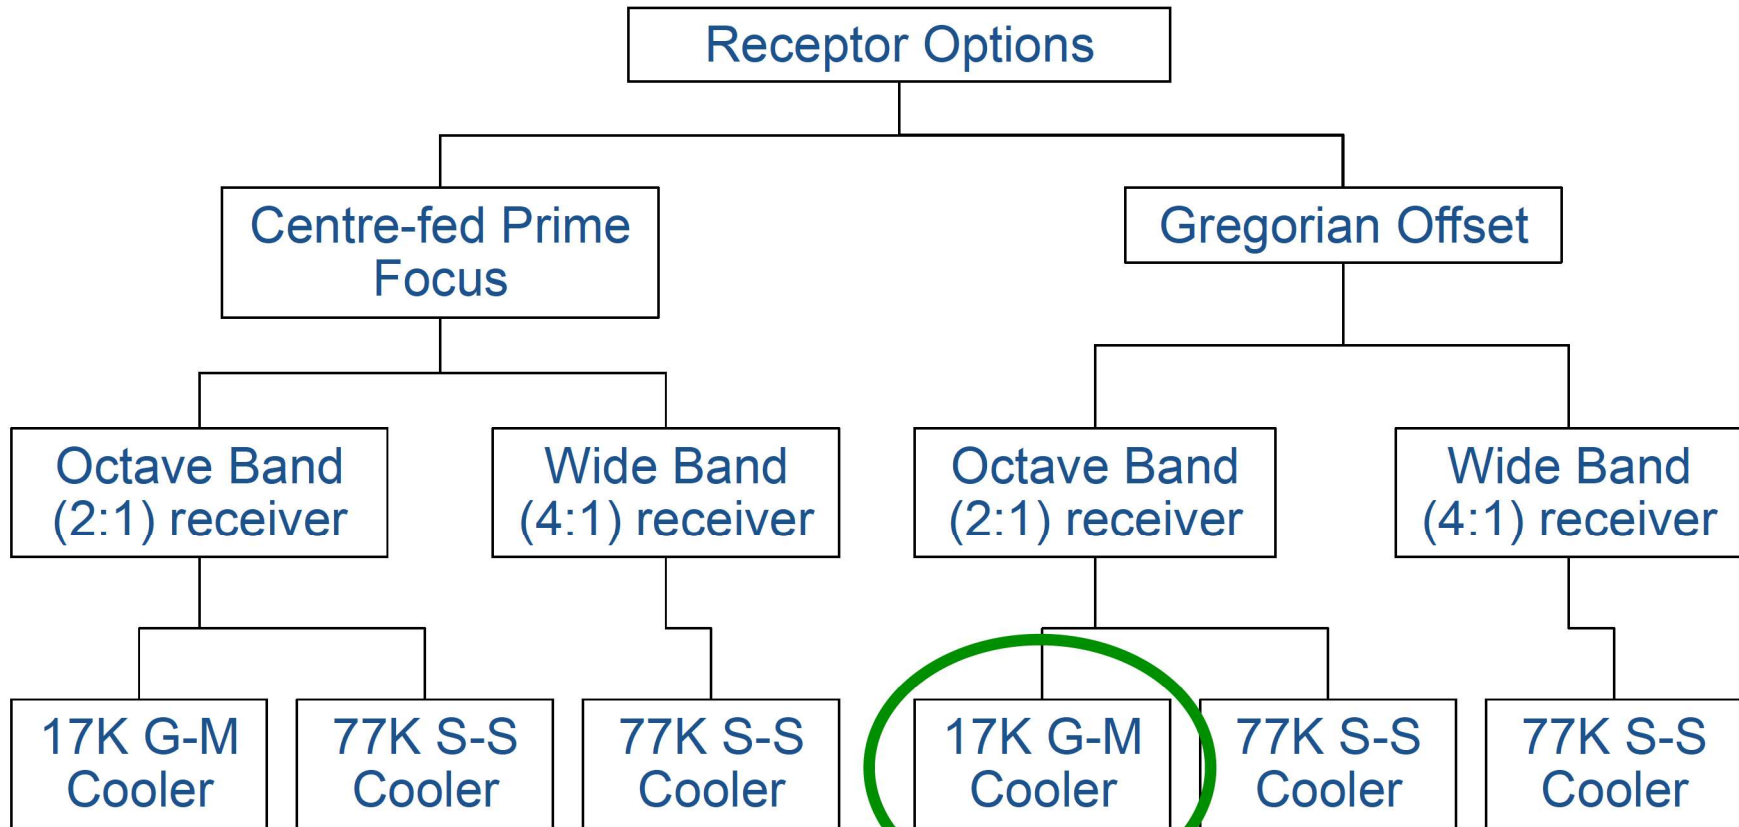 Receptor Options
Centre-fed Prime
Focus
Gregorian Offset
Octave Band
(2:1) receiver
Wide Band
(4:1) receiver
Octave Band
(2:1) receiver
Wide Band
(4:1) receiver
17K G-M
Cooler
77K S-S
Cooler
77K S-S
Cooler
17K G-M
Cooler
77K S-S
Cooler
77K S-S
Cooler